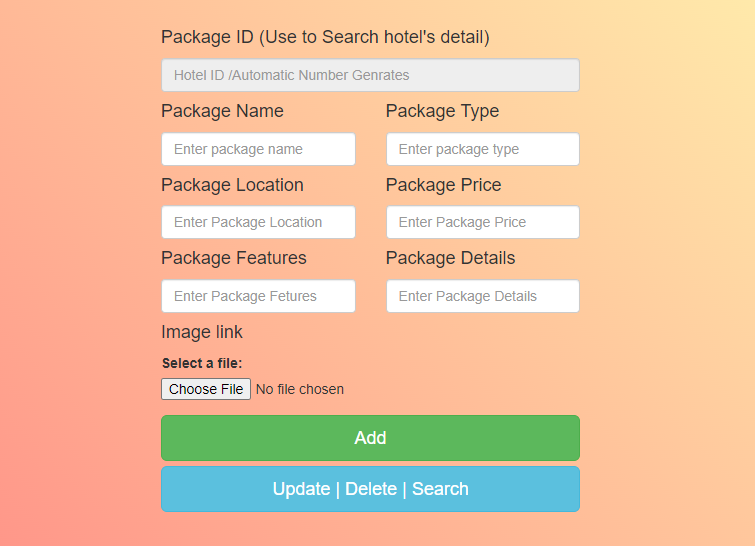 Package ID (Use to Search hotel's detail)
Hotel ID /Automatic Number Genrates
Package Name Package Type
Enter package name Enter package type
Package Location Package Price
Enter Package Location Enter Package Price
Package Features Package Details
Enter Package Fetures Enter Package Details
Image link
Select a file:
Choose File No file chosen
Add
Update | Delete | Search